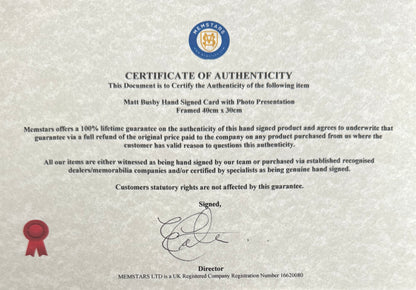 MEMSTARS
CERTIFICATE OF AUTHENTICITY
This Document is to Certify the Authenticity of the following item
Matt Busby Hand Signed Card with Photo Presentation
Framed 40cm x 30cm
Memstars offers a 100% lifetime guarantee on the authenticity of this hand signed product and agrees to underwrite that
guarantee via a full refund of the original price paid to the company on any product purchased from us where the
customer has valid reason to question this authenticity.
All our items are either witnessed as being hand signed by our team or purchased via established recognised
dealers/memorabilia companies and/or certified by specialists as being genuine hand signed.
Customers statutory rights are not affected by this guarantee.
Signed,
Director
MEMSTARS LTD is a UK Registered Company Registration Number 16620080